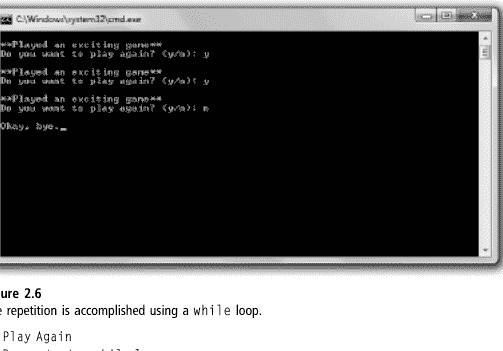 C:\Windows\system32\cmd.exe
**Played an exciting game**
Do you want to play again? (y/n): y
**Played an exciting game**
Do you want to play again? (y/n): y
**Played an exciting game**
Do you want to play again? (y/n): n
Okay, bye._
ure 2.6
e repetition is accomplished using a while loop.
Play Again